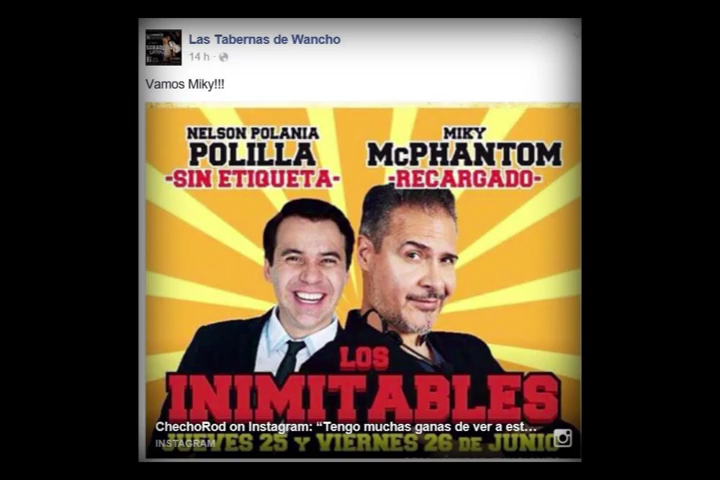 Las Tabernas de Wancho
14 h ·
Vamos Miky!!!
NELSON POLANIA
POLILLA
-SIN ETIQUETA-
MIKY
McPHANTOM
-RECARGADO-
LOS
INIMITABLES
ChechoRod on Instagram: “Tengo muchas ganas de ver a est…
INSTAGRAM
JUEVES 25 Y VIERNES 26 DE JUNIO